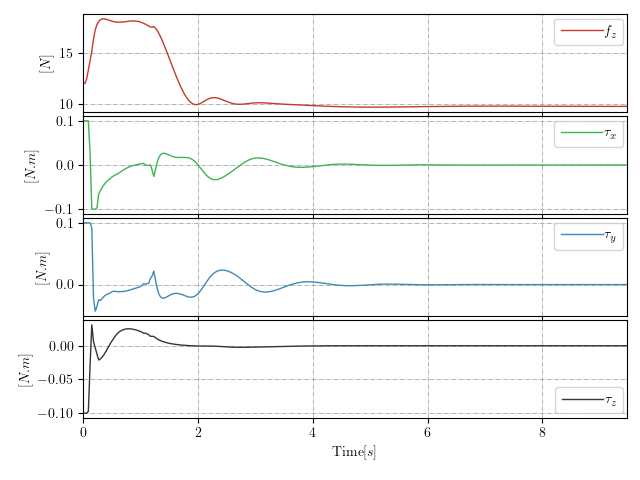 [N]
15
10
f_z
[N.m]
0.1
0.0
−0.1
τ_x
[N.m]
0.1
0.0
τ_y
[N.m]
0.00
−0.05
−0.10
τ_z
0 2 4 6 8
Time[s]